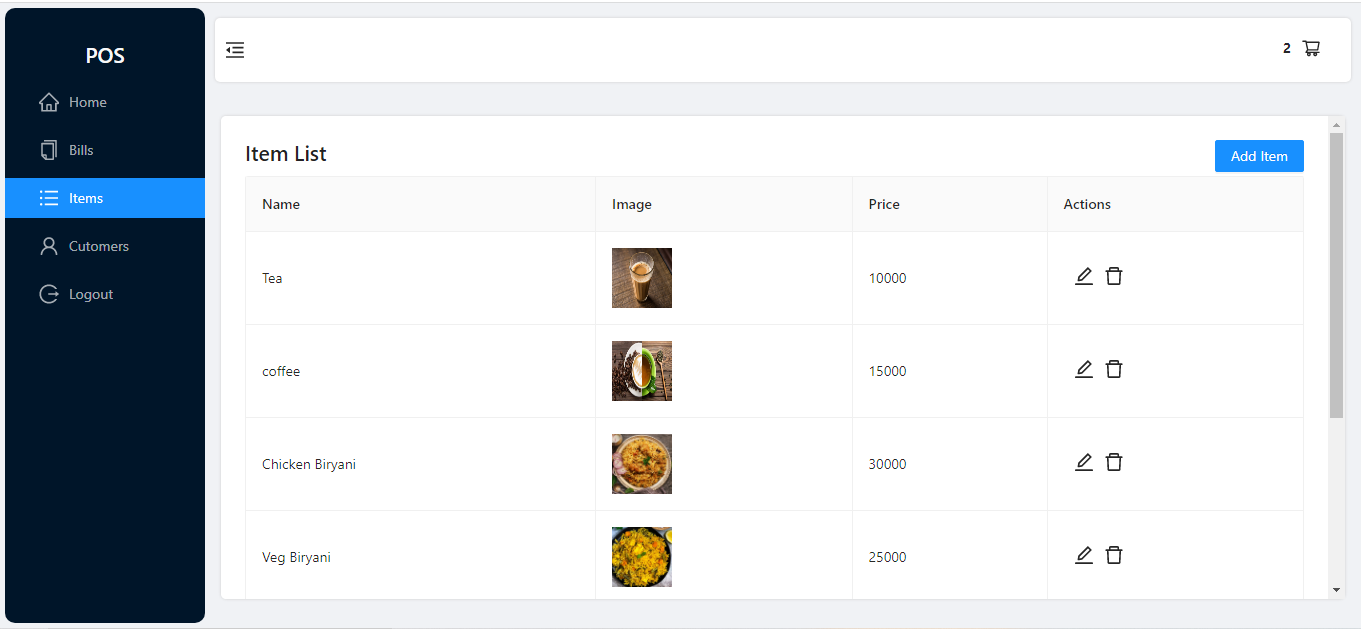 POS
Home
Bills
Items
Cutomers
Logout
2
Item List
Add Item
Name Image Price Actions
Tea 10000
coffee 15000
Chicken Biryani 30000
Veg Biryani 25000